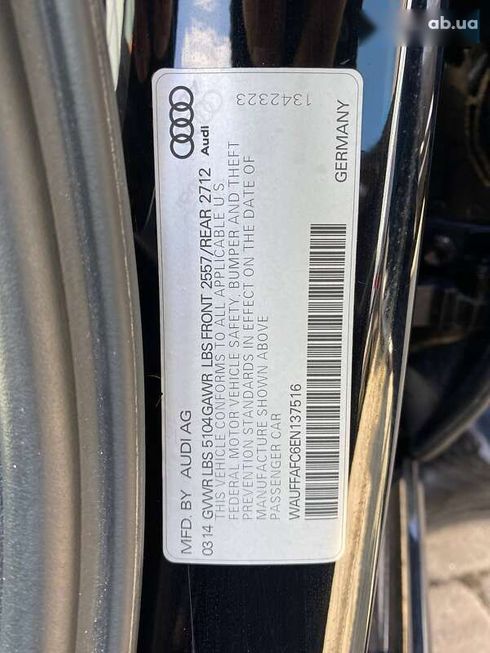 ab.ua
1342323
Audi
MFD. BY AUDI AG
GERMANY
03 14 GVWR LBS 5104GAWR LBS FRONT 2557/REAR 2712
THIS VEHICLE CONFORMS TO ALL APPLICABLE U S
FEDERAL MOTOR VEHICLE SAFETY, BUMPER AND THEFT
PREVENTION STANDARDS IN EFFECT ON THE DATE OF
MANUFACTURE SHOWN ABOVE
PASSENGER CAR
WAUFFAFC6EN137516